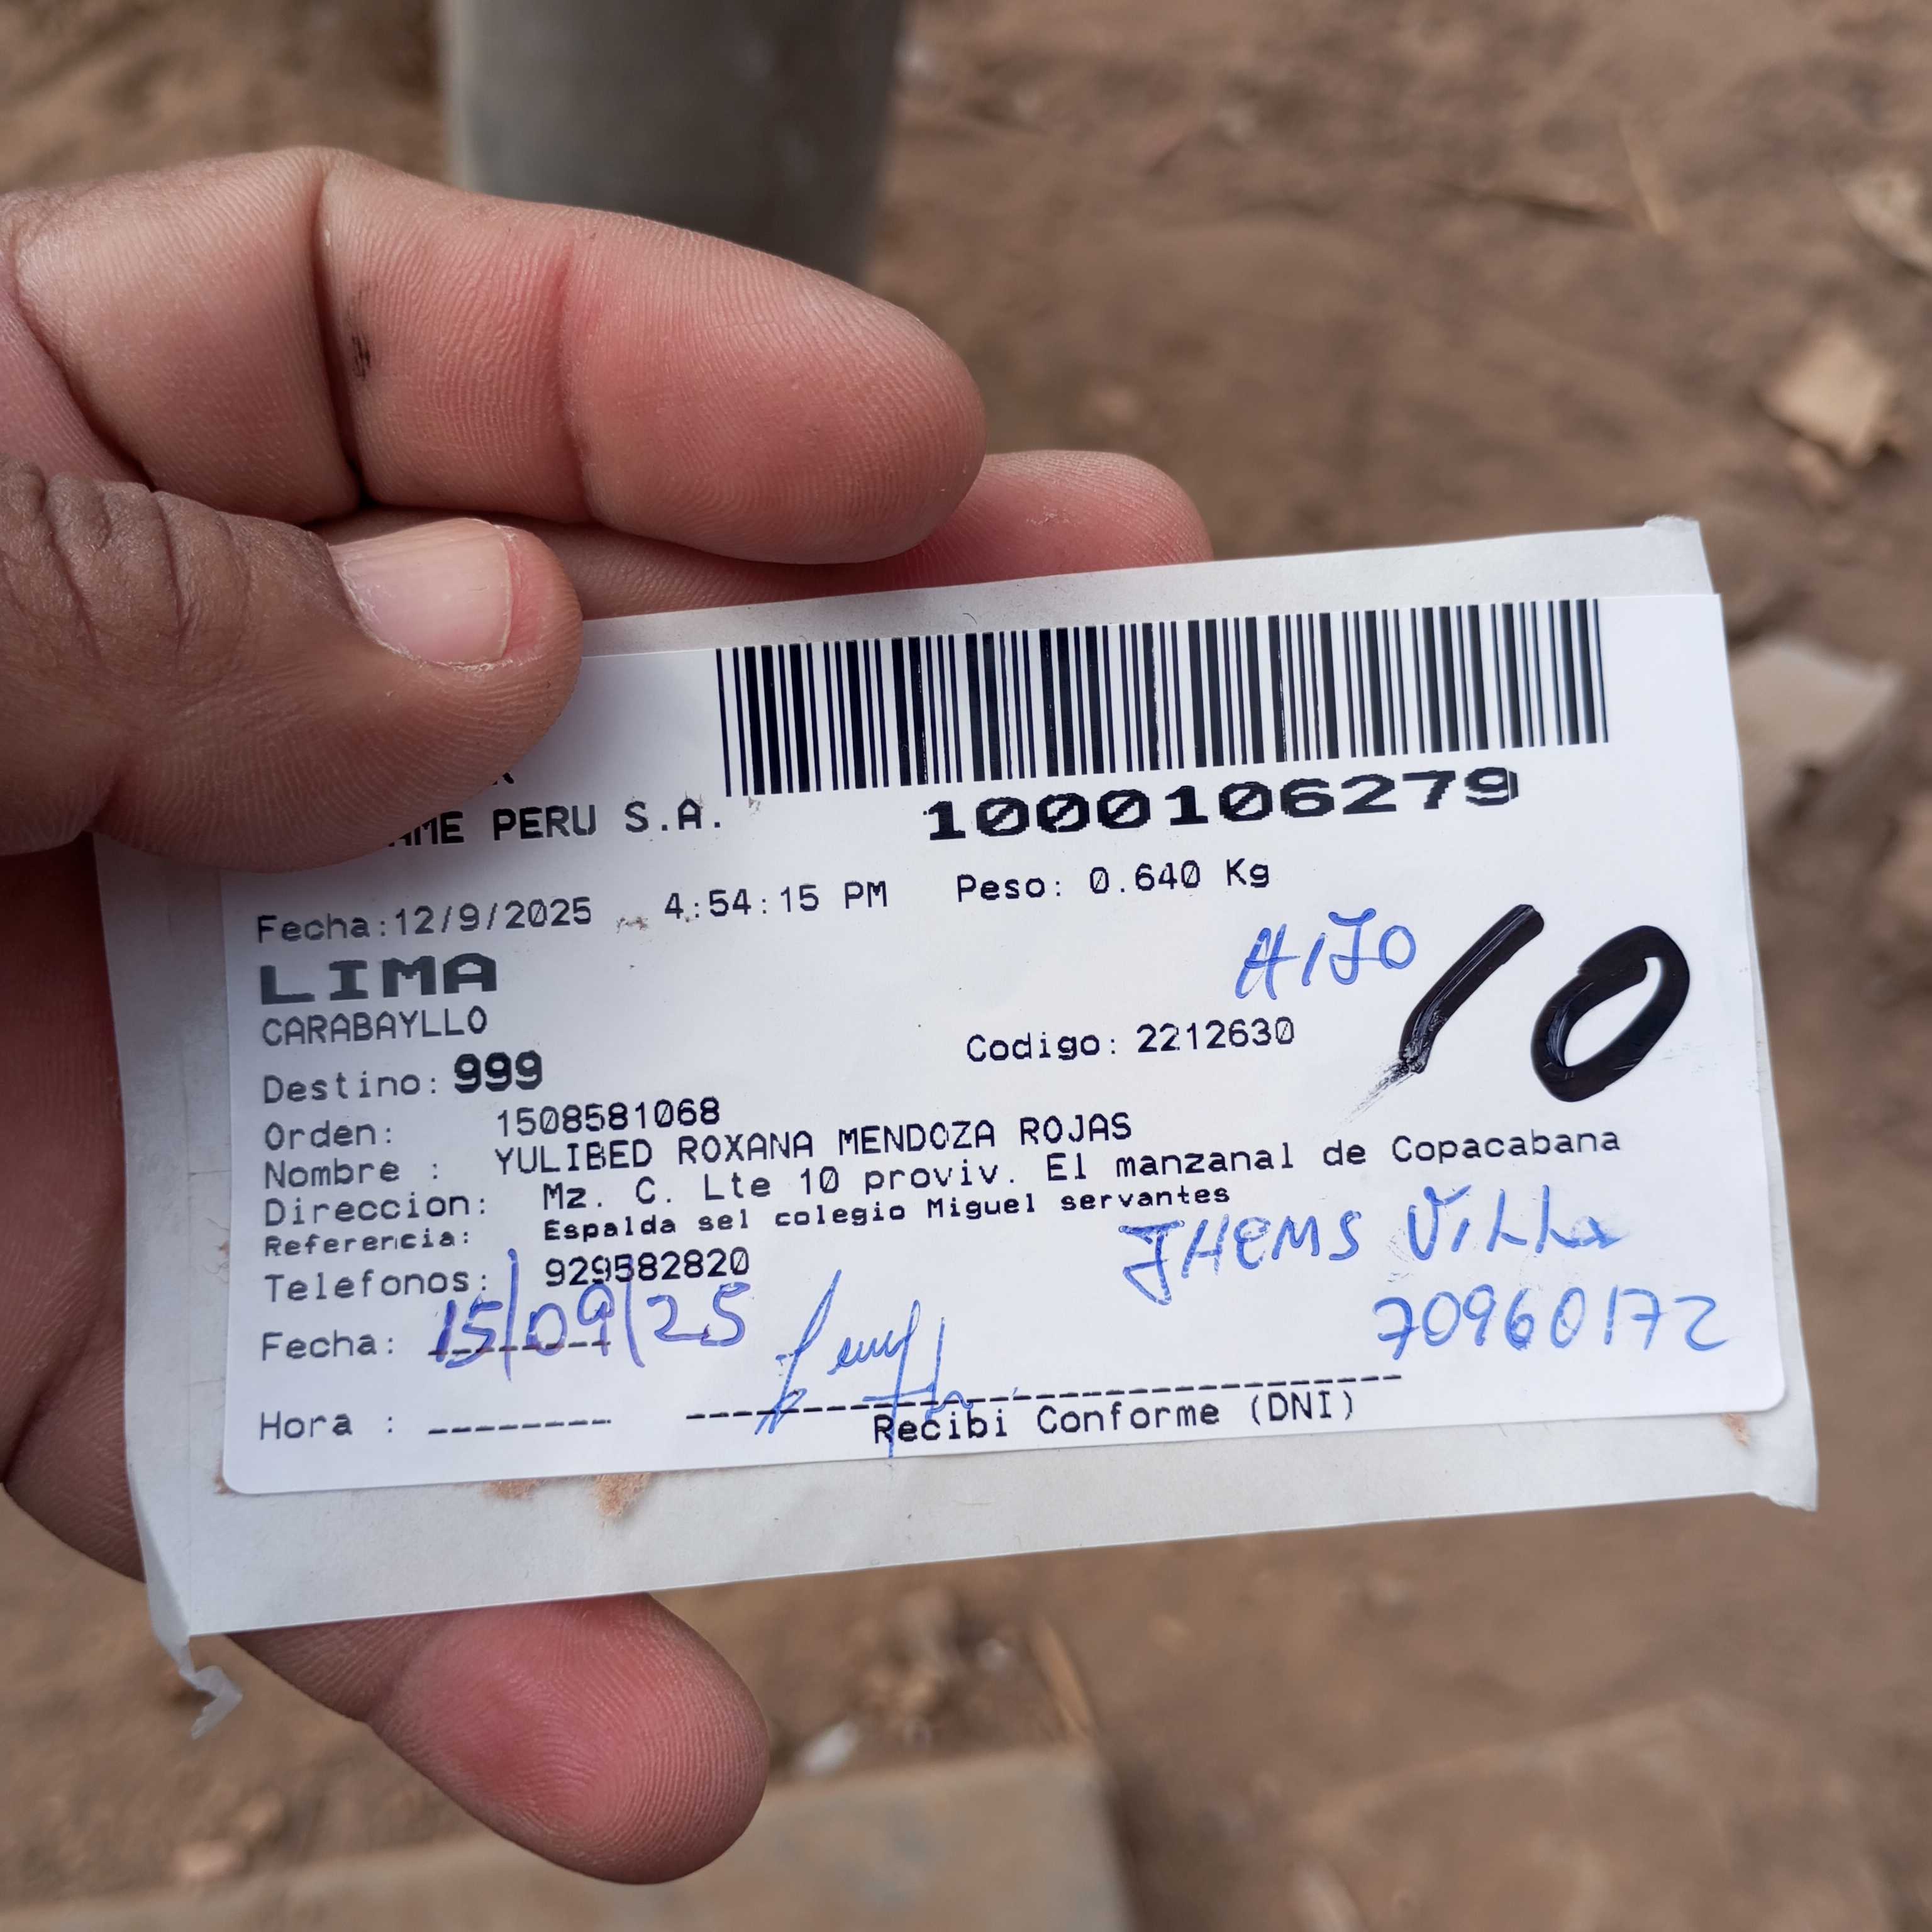 PERU S.A.
1000106279
Fecha:12/9/2025 4:54:15 PM Peso: 0.640 Kg
LIMA
HIJO
10
CARABAYLLO
Codigo: 2212630
Destino: 999
Orden: 1508581068
Nombre : YULIBED ROXANA MENDOZA ROJAS
Direccion: Mz. C. Lte 10 proviv. El manzanal de Copacabana
Referencia: Espalda sel colegio Miguel servantes
JHEMS VILLA
Telefonos: 929582820
70960172
Fecha: 15/09/25
Hora :
Recibi Conforme (DNI)